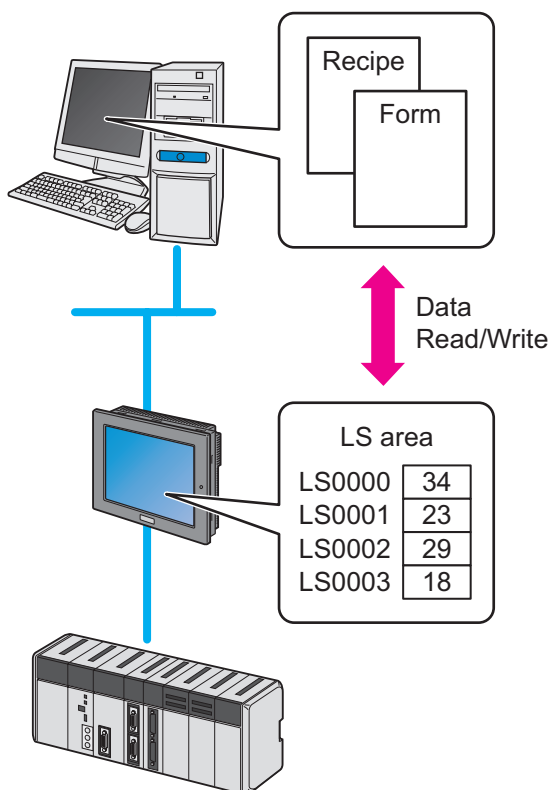 Recipe
Form
Data
Read/Write
LS area
LS0000 34
LS0001 23
LS0002 29
LS0003 18